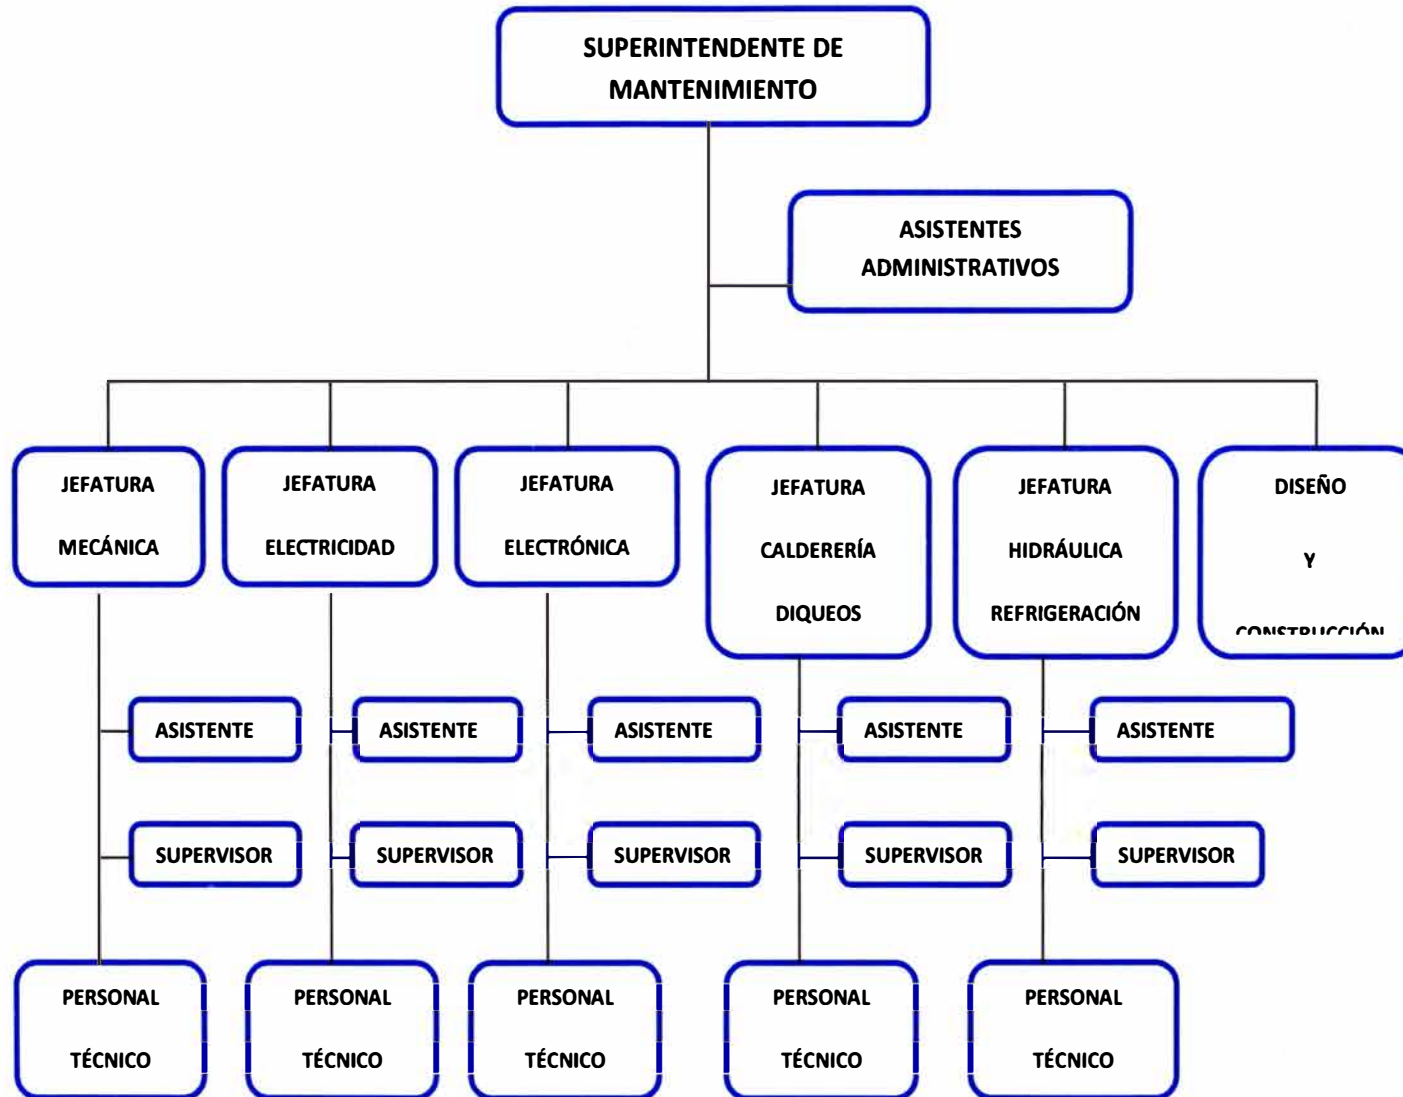 SUPERINTENDENTE DE
MANTENIMIENTO
ASISTENTES
ADMINISTRATIVOS
JEFATURA
MECÁNICA
JEFATURA
ELECTRICIDAD
JEFATURA
ELECTRÓNICA
JEFATURA
CALDERERÍA
DIQUEOS
JEFATURA
HIDRÁULICA
REFRIGERACIÓN
DISEÑO
Y
CONSTRUCCIÓN
ASISTENTE
ASISTENTE
ASISTENTE
ASISTENTE
ASISTENTE
SUPERVISOR
SUPERVISOR
SUPERVISOR
SUPERVISOR
SUPERVISOR
PERSONAL
TÉCNICO
PERSONAL
TÉCNICO
PERSONAL
TÉCNICO
PERSONAL
TÉCNICO
PERSONAL
TÉCNICO